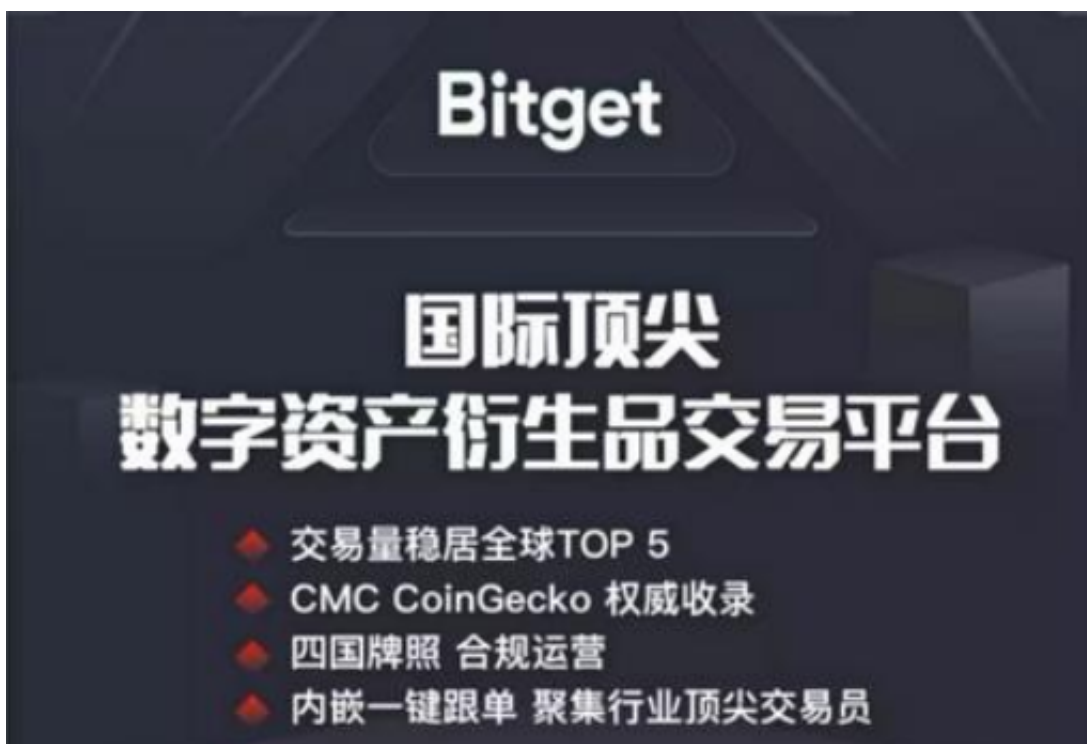 Bitget
国际顶尖
数字资产衍生品交易平台
交易量稳居全球TOP 5
CMC CoinGecko 权威收录
四国牌照 合规运营
内嵌一键跟单 聚集行业顶尖交易员